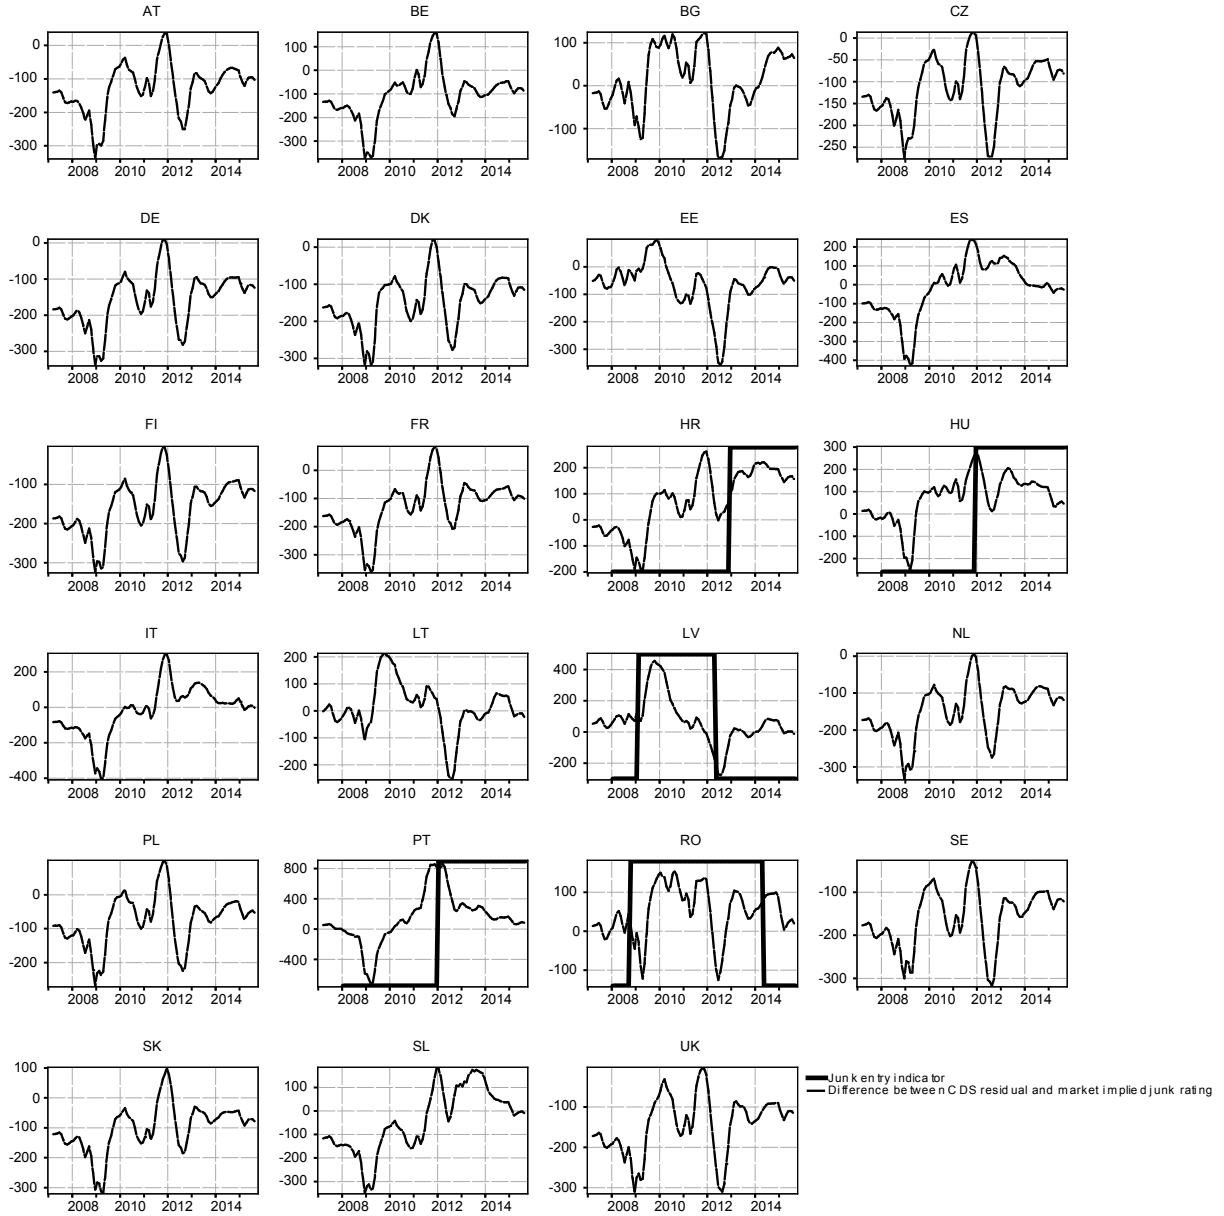 AT
0
-100
-200
-300
2008 2010 2012 2014
BE
100
0
-100
-200
-300
2008 2010 2012 2014
BG
100
0
-100
2008 2010 2012 2014
CZ
0
-50
-100
-150
-200
-250
2008 2010 2012 2014
DE
0
-100
-200
-300
2008 2010 2012 2014
DK
0
-100
-200
-300
2008 2010 2012 2014
EE
0
-100
-200
-300
2008 2010 2012 2014
ES
200
100
0
-100
-200
-300
-400
2008 2010 2012 2014
FI
-100
-200
-300
2008 2010 2012 2014
FR
0
-100
-200
-300
2008 2010 2012 2014
HR
200
100
0
-100
-200
2008 2010 2012 2014
HU
300
200
100
0
-100
-200
2008 2010 2012 2014
IT
200
0
-200
-400
2008 2010 2012 2014
LT
200
100
0
-100
-200
2008 2010 2012 2014
LV
400
200
0
-200
2008 2010 2012 2014
NL
0
-100
-200
-300
2008 2010 2012 2014
PL
0
-100
-200
2008 2010 2012 2014
PT
800
400
0
-400
2008 2010 2012 2014
RO
100
0
-100
2008 2010 2012 2014
SE
-100
-200
-300
2008 2010 2012 2014
SK
100
0
-100
-200
-300
2008 2010 2012 2014
SL
100
0
-100
-200
-300
2008 2010 2012 2014
UK
-100
-200
-300
2008 2010 2012 2014
Junk entry indicator
Difference between CDS residual and market implied junk rating